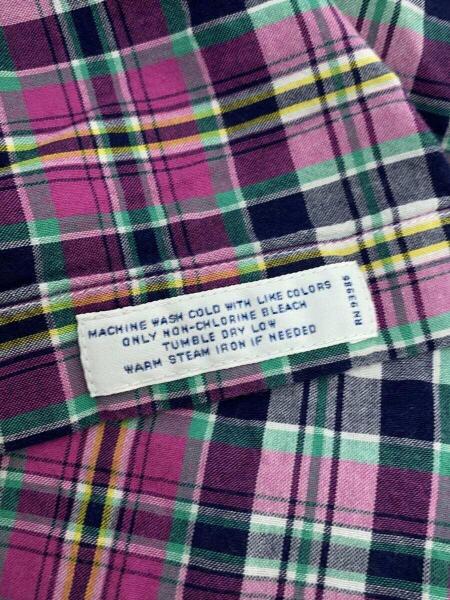 MACHINE WASH COLD WITH LIKE COLORS
ONLY NON-CHLORINE BLEACH
TUMBLE DRY LOW
WARM STEAM IRON IF NEEDED
RN 93986